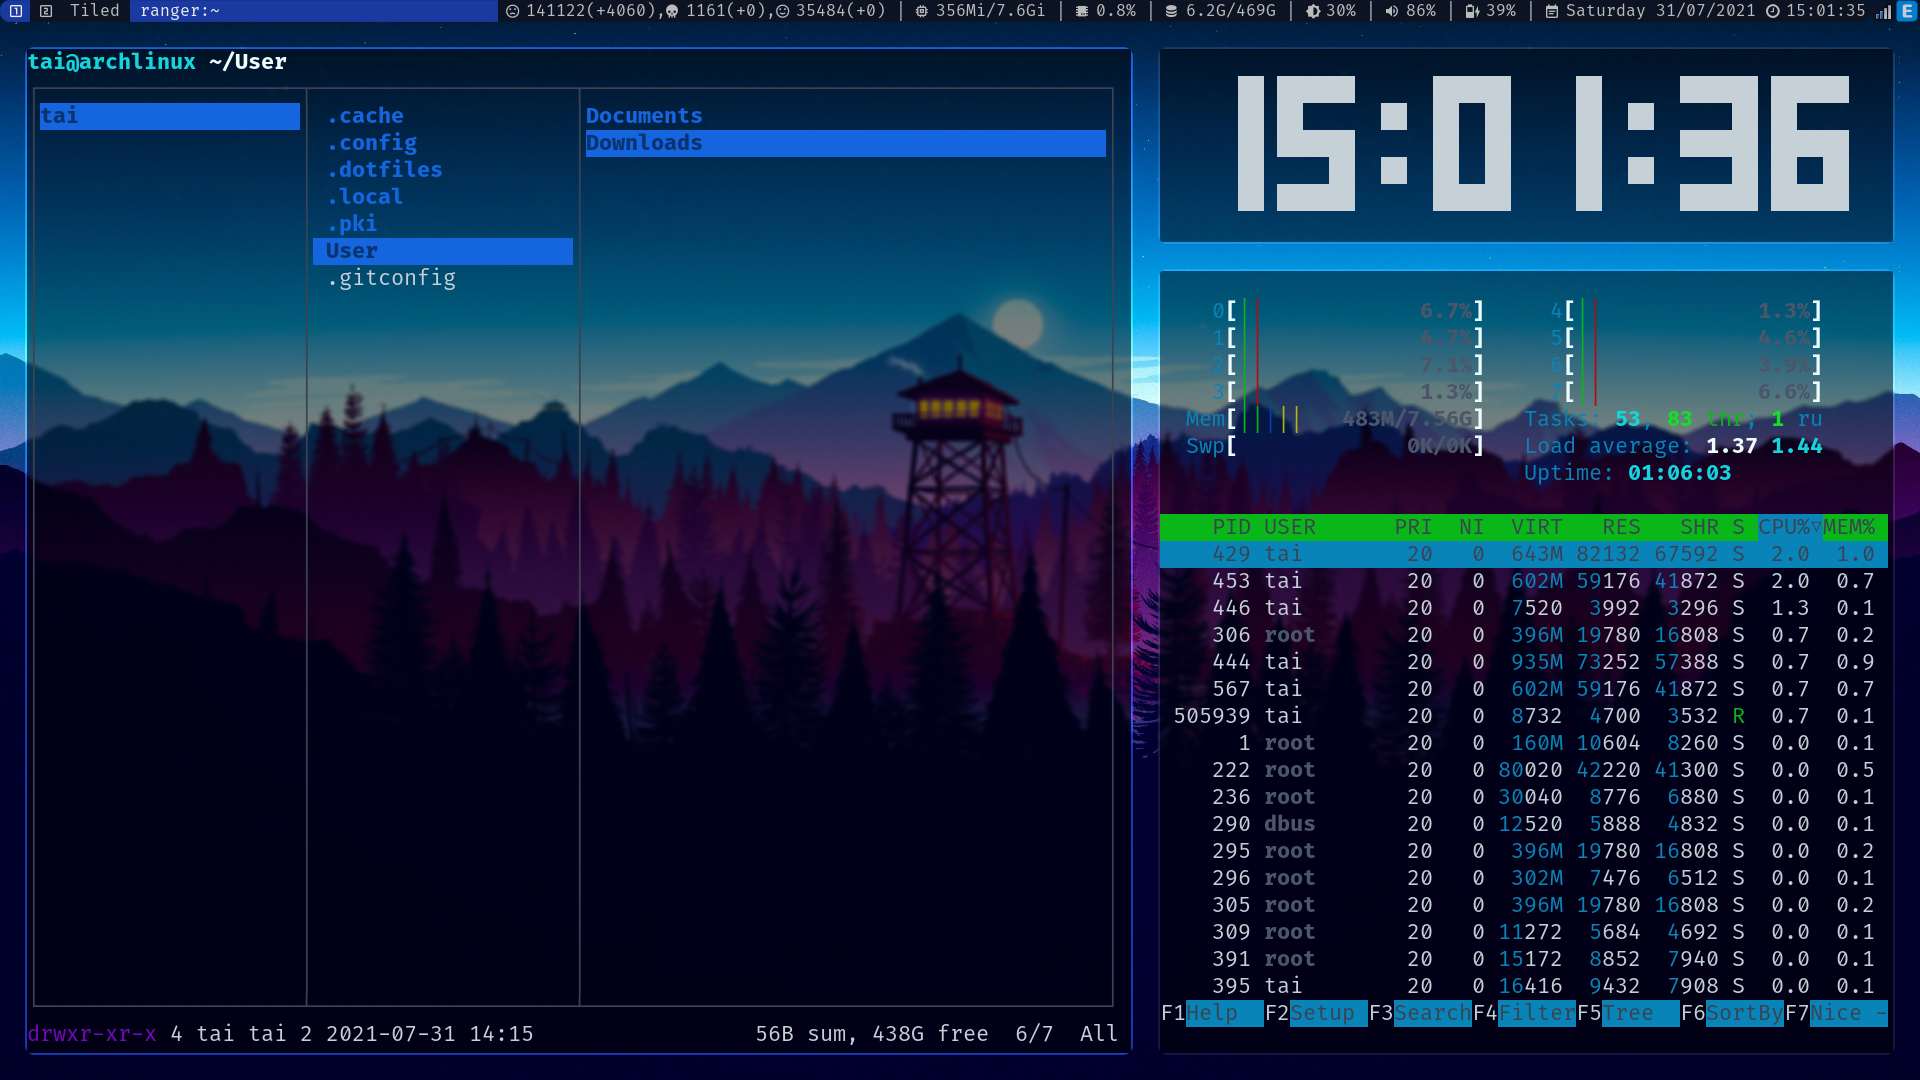 1 2 Tiled ranger:~ 141122(+4060), 1161(+0), 35484(+0) | 356Mi/7.6Gi | 0.8% | 6.2G/469G | 30% | 86% | 39% | Saturday 31/07/2021 15:01:35 E
tai@archlinux ~/User
tai
.cache
.config
.dotfiles
.local
.pki
User
.gitconfig
Documents
Downloads
drwxr-xr-x 4 tai tai 2 2021-07-31 14:15 56B sum, 438G free 6/7 All
15:01:36
0[|| 6.7%] 4[|| 1.3%]
1[|| 4.7%] 5[|| 4.6%]
2[|| 7.1%] 6[|| 3.9%]
3[|| 1.3%] 7[|| 6.6%]
Mem[||||| 483M/7.56G] Tasks: 53, 83 thr; 1 ru
Swp[ 0K/0K] Load average: 1.37 1.44
Uptime: 01:06:03
PID USER PRI NI VIRT RES SHR S CPU%▽MEM%
429 tai 20 0 643M 82132 67592 S 2.0 1.0
453 tai 20 0 602M 59176 41872 S 2.0 0.7
446 tai 20 0 7520 3992 3296 S 1.3 0.1
306 root 20 0 396M 19780 16808 S 0.7 0.2
444 tai 20 0 935M 73252 57388 S 0.7 0.9
567 tai 20 0 602M 59176 41872 S 0.7 0.7
505939 tai 20 0 8732 4700 3532 R 0.7 0.1
1 root 20 0 160M 10604 8260 S 0.0 0.1
222 root 20 0 80020 42220 41300 S 0.0 0.5
236 root 20 0 30040 8776 6880 S 0.0 0.1
290 dbus 20 0 12520 5888 4832 S 0.0 0.1
295 root 20 0 396M 19780 16808 S 0.0 0.2
296 root 20 0 302M 7476 6512 S 0.0 0.1
305 root 20 0 396M 19780 16808 S 0.0 0.2
309 root 20 0 11272 5684 4692 S 0.0 0.1
391 root 20 0 15172 8852 7940 S 0.0 0.1
395 tai 20 0 16416 9432 7908 S 0.0 0.1
F1Help F2Setup F3SearchF4FilterF5Tree F6SortByF7Nice -